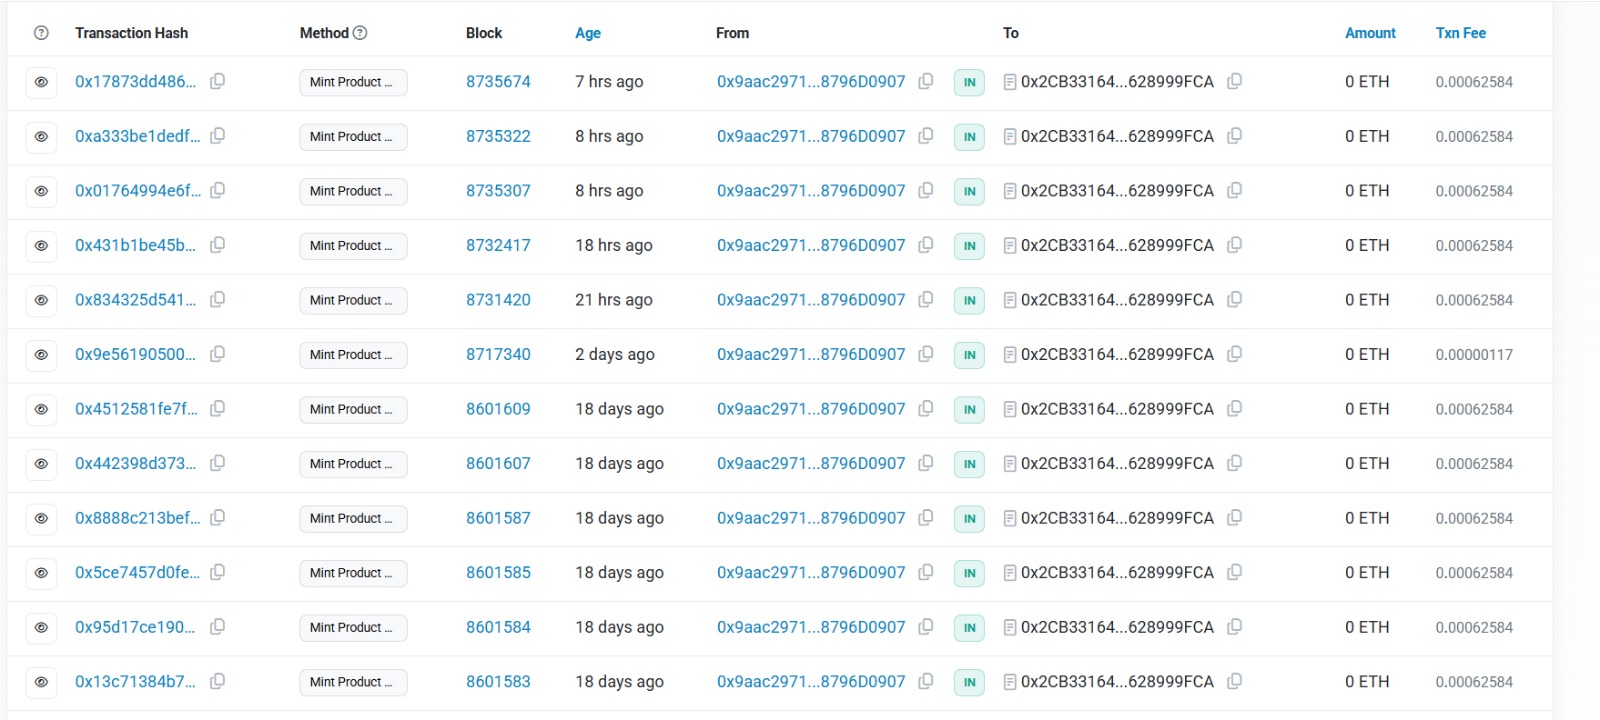 ? Transaction Hash Method ? Block Age From To Amount Txn Fee
0x17873dd486... Mint Product ... 8735674 7 hrs ago 0x9aac2971...8796D0907 IN 0x2CB33164...628999FCA 0 ETH 0.00062584
0xa333be1dedf... Mint Product ... 8735322 8 hrs ago 0x9aac2971...8796D0907 IN 0x2CB33164...628999FCA 0 ETH 0.00062584
0x01764994e6f... Mint Product ... 8735307 8 hrs ago 0x9aac2971...8796D0907 IN 0x2CB33164...628999FCA 0 ETH 0.00062584
0x431b1be45b... Mint Product ... 8732417 18 hrs ago 0x9aac2971...8796D0907 IN 0x2CB33164...628999FCA 0 ETH 0.00062584
0x834325d541... Mint Product ... 8731420 21 hrs ago 0x9aac2971...8796D0907 IN 0x2CB33164...628999FCA 0 ETH 0.00062584
0x9e56190500... Mint Product ... 8717340 2 days ago 0x9aac2971...8796D0907 IN 0x2CB33164...628999FCA 0 ETH 0.00000117
0x4512581fe7f... Mint Product ... 8601609 18 days ago 0x9aac2971...8796D0907 IN 0x2CB33164...628999FCA 0 ETH 0.00062584
0x442398d373... Mint Product ... 8601607 18 days ago 0x9aac2971...8796D0907 IN 0x2CB33164...628999FCA 0 ETH 0.00062584
0x8888c213bef... Mint Product ... 8601587 18 days ago 0x9aac2971...8796D0907 IN 0x2CB33164...628999FCA 0 ETH 0.00062584
0x5ce7457d0fe... Mint Product ... 8601585 18 days ago 0x9aac2971...8796D0907 IN 0x2CB33164...628999FCA 0 ETH 0.00062584
0x95d17ce190... Mint Product ... 8601584 18 days ago 0x9aac2971...8796D0907 IN 0x2CB33164...628999FCA 0 ETH 0.00062584
0x13c71384b7... Mint Product ... 8601583 18 days ago 0x9aac2971...8796D0907 IN 0x2CB33164...628999FCA 0 ETH 0.00062584